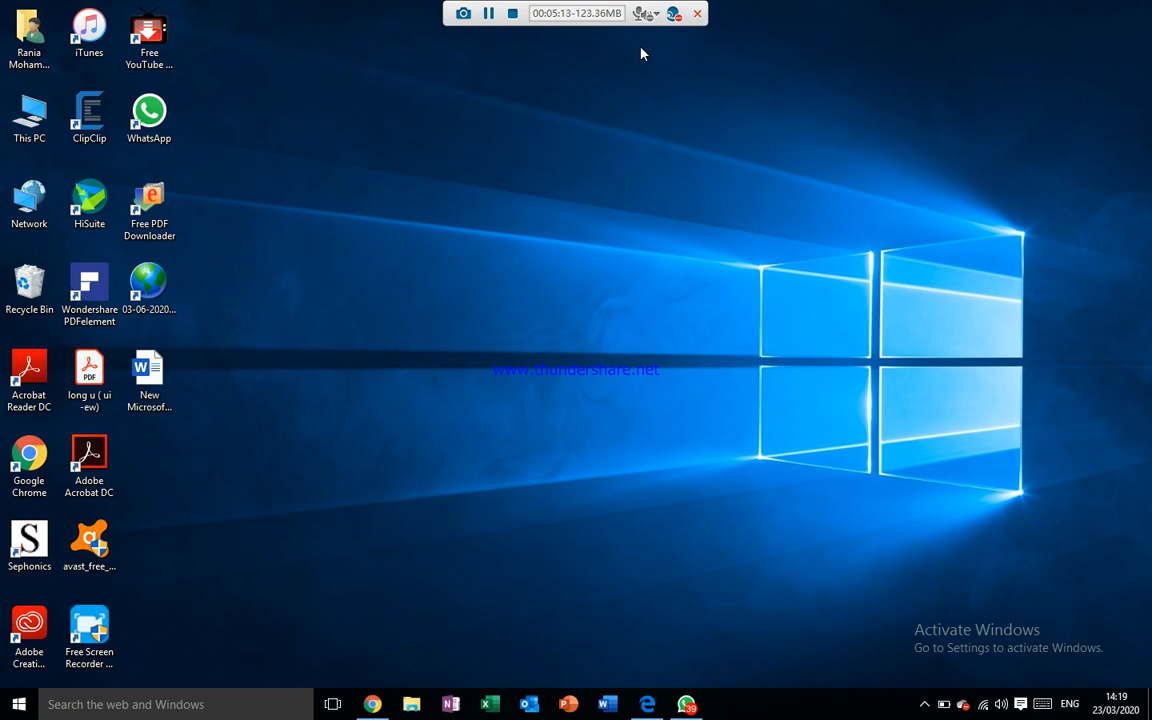 00:05:13-123.36MB
Rania
Moham...
iTunes
Free
YouTube ...
This PC
ClipClip
WhatsApp
Network
HiSuite
Free PDF
Downloader
Recycle Bin
Wondershare
PDFelement
03-06-2020...
Acrobat
Reader DC
PDF
long u ( ui
-ew)
New
Microsof...
www.thundershare.net
Google
Chrome
Adobe
Acrobat DC
S
Sephonics
avast_free_...
Adobe
Creati...
Free Screen
Recorder ...
Activate Windows
Go to Settings to activate Windows.
Search the web and Windows
39
ENG
14:19
23/03/2020